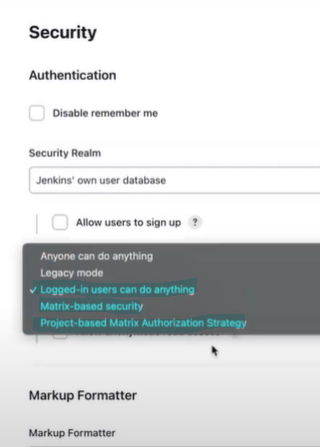 Security
Authentication
Disable remember me
Security Realm
Jenkins' own user database
Allow users to sign up ?
Anyone can do anything
Legacy mode
✓ Logged-in users can do anything
Matrix-based security
Project-based Matrix Authorization Strategy
Markup Formatter
Markup Formatter